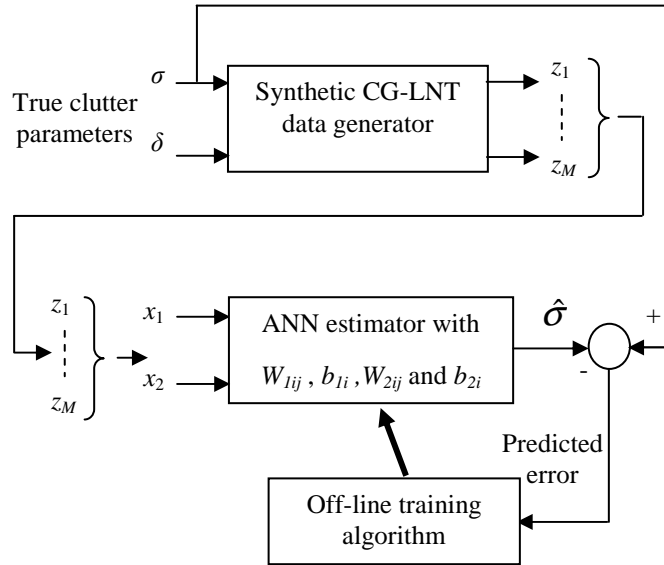 True clutter
parameters
σ
δ
Synthetic CG-LNT
data generator
z1
zM
z1
zM
x1
x2
ANN estimator with
W1ij , b1i ,W2ij and b2i
σ̂
+
-
Predicted
error
Off-line training
algorithm